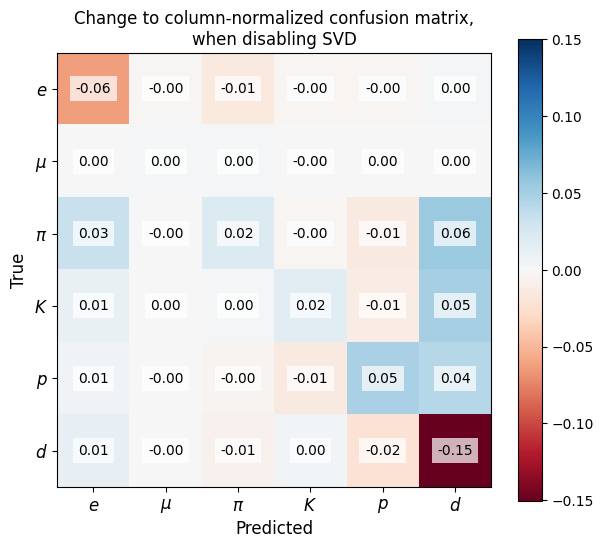 Change to column-normalized confusion matrix,
when disabling SVD
True
e -0.06 -0.00 -0.01 -0.00 -0.00 0.00
μ 0.00 0.00 0.00 -0.00 0.00 0.00
π 0.03 -0.00 0.02 -0.00 -0.01 0.06
K 0.01 0.00 0.00 0.02 -0.01 0.05
p 0.01 -0.00 -0.00 -0.01 0.05 0.04
d 0.01 -0.00 -0.01 0.00 -0.02 -0.15
e μ π K p d
Predicted
0.15
0.10
0.05
0.00
-0.05
-0.10
-0.15